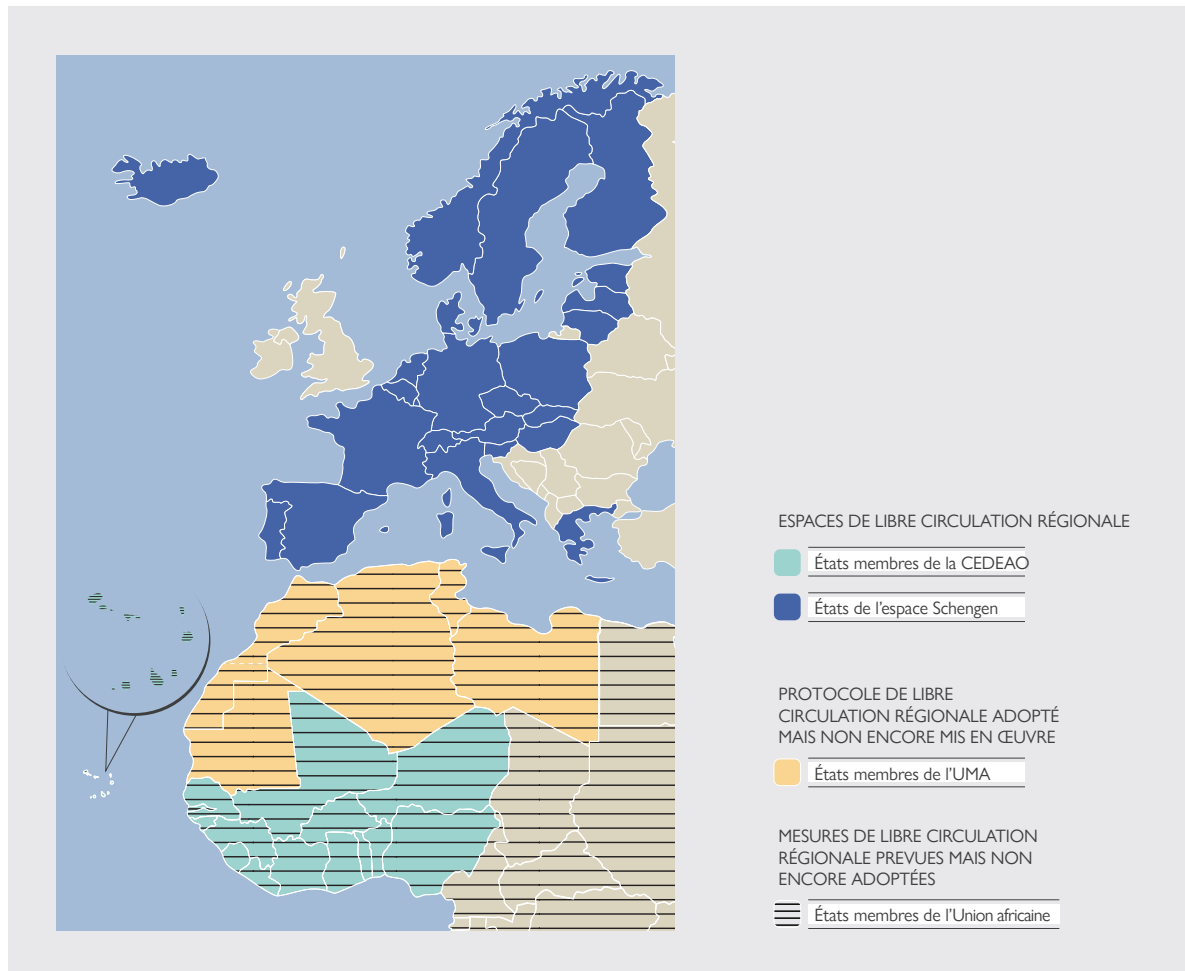 ESPACES DE LIBRE CIRCULATION RÉGIONALE
États membres de la CEDEAO
États de l'espace Schengen
PROTOCOLE DE LIBRE
CIRCULATION RÉGIONALE ADOPTÉ
MAIS NON ENCORE MIS EN ŒUVRE
États membres de l'UMA
MESURES DE LIBRE CIRCULATION
RÉGIONALE PREVUES MAIS NON
ENCORE ADOPTÉES
États membres de l'Union africaine